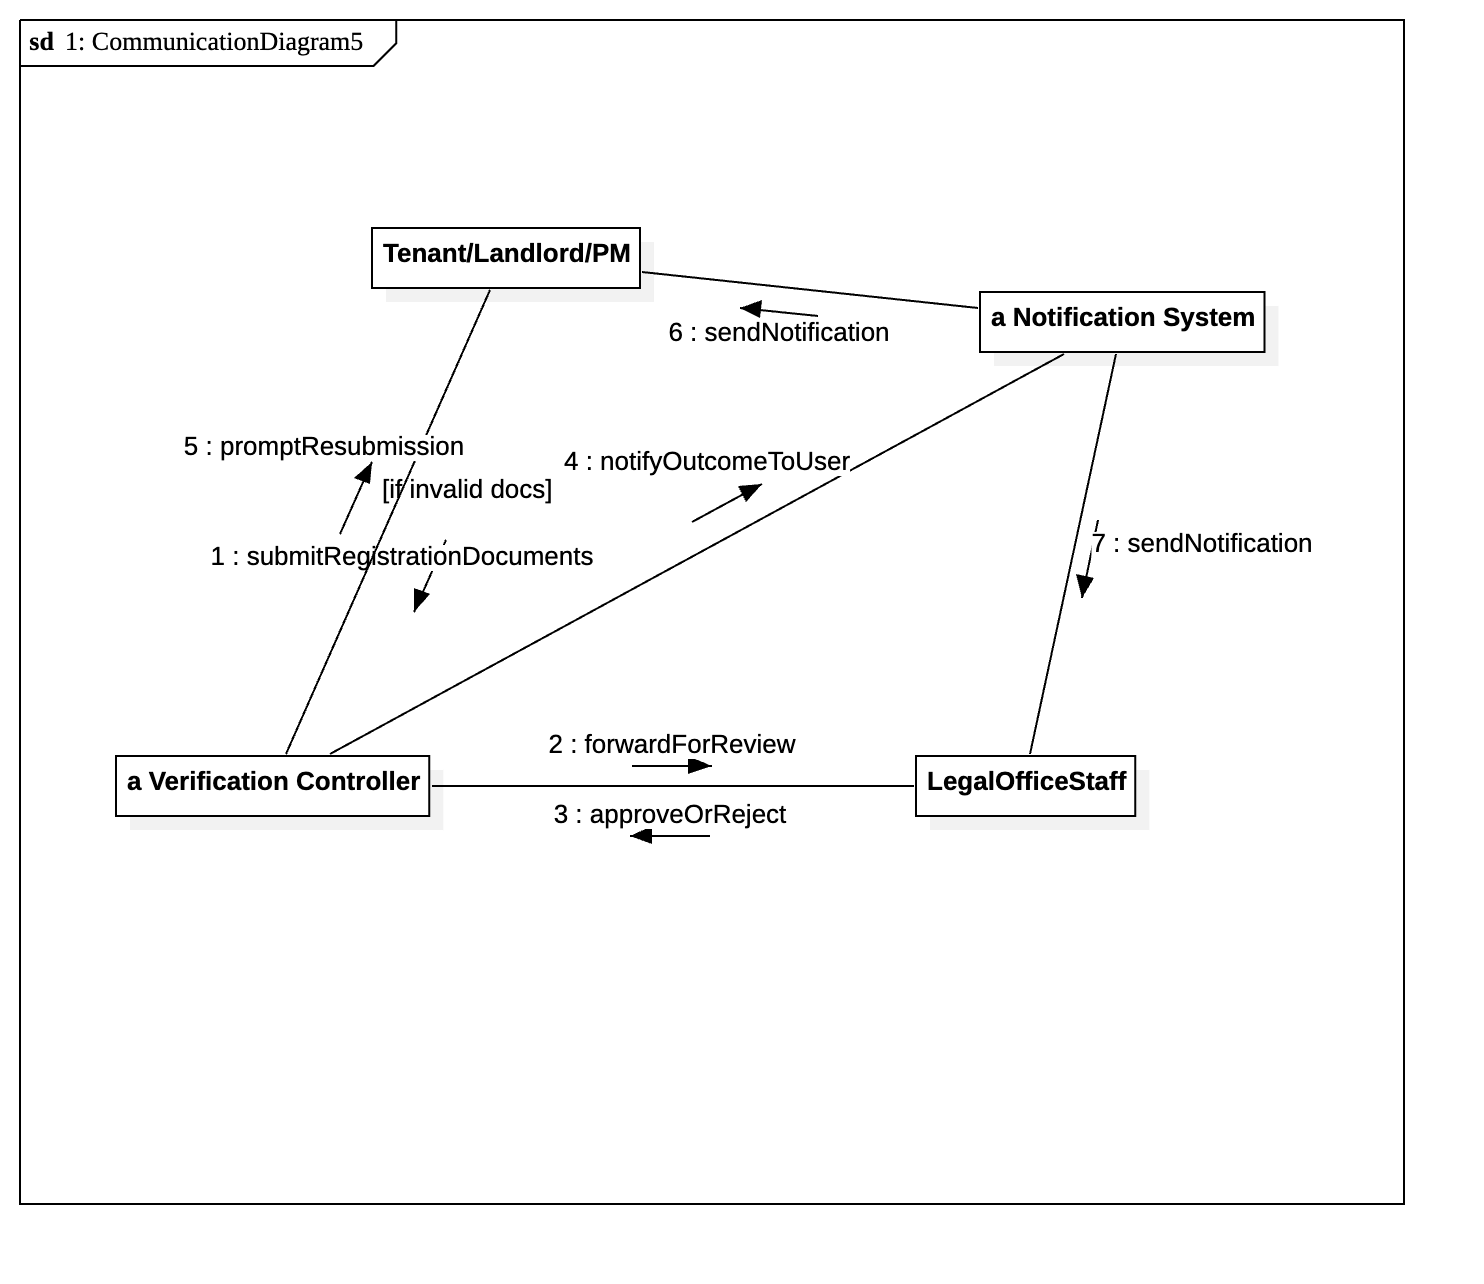 sd 1: CommunicationDiagram5
Tenant/Landlord/PM
a Notification System
6 : sendNotification
5 : promptResubmission
4 : notifyOutcomeToUser
[if invalid docs]
7 : sendNotification
1 : submitRegistrationDocuments
2 : forwardForReview
a Verification Controller
LegalOfficeStaff
3 : approveOrReject